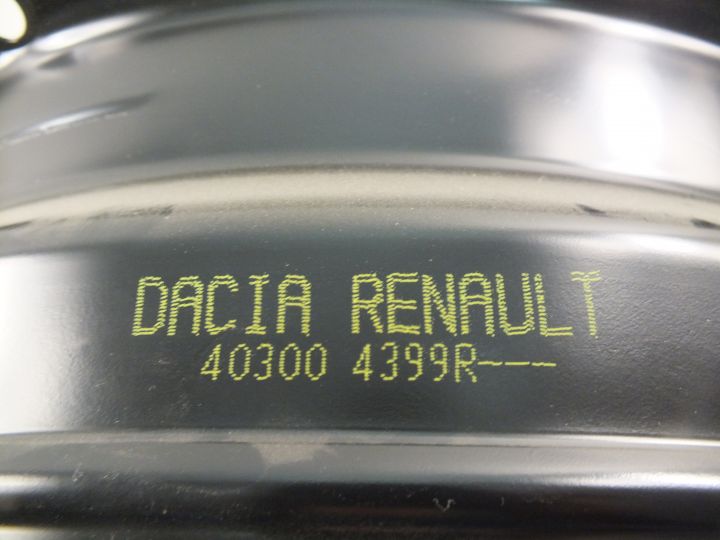 DACIA RENAULT
40300 4399R---